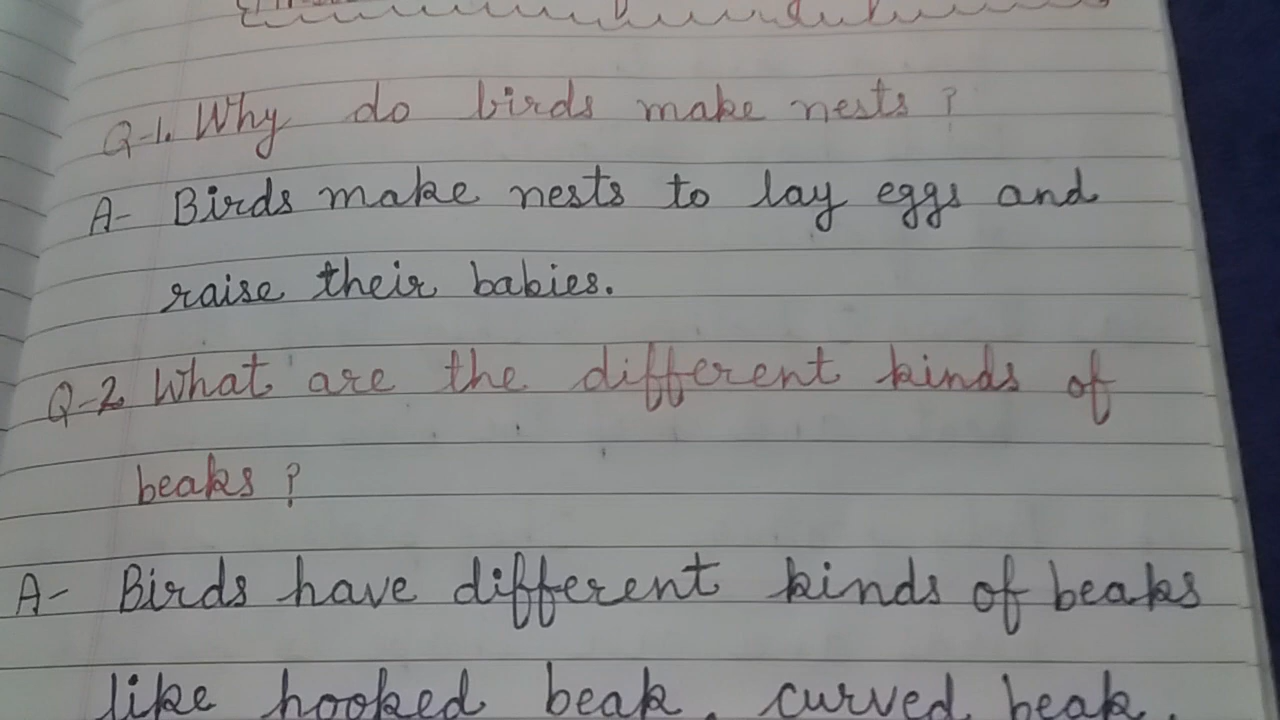 Q-1. Why do birds make nests ?
A- Birds make nests to lay eggs and
raise their babies.
Q-2 What are the different kinds of
beaks ?
A- Birds have different kinds of beaks
like hooked beak, curved beak,